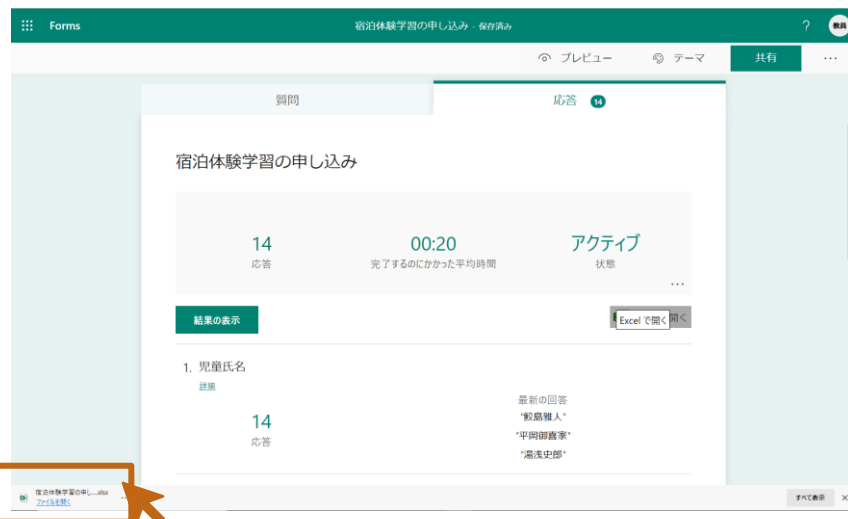 Forms
宿泊体験学習の申し込み - 保存済み
?
教員
プレビュー
テーマ
共有
...
質問
応答 14
宿泊体験学習の申し込み
14
応答
00:20
完了するのにかかった平均時間
アクティブ
状態
...
結果の表示
Excel で開く
開く
1. 児童氏名
詳細
14
応答
最新の回答
"鮫島雅人"
"平岡御喜家"
"湯浅史郎"
宿泊体験学習の申し....xlsx
ファイルを開く
...
すべて表示